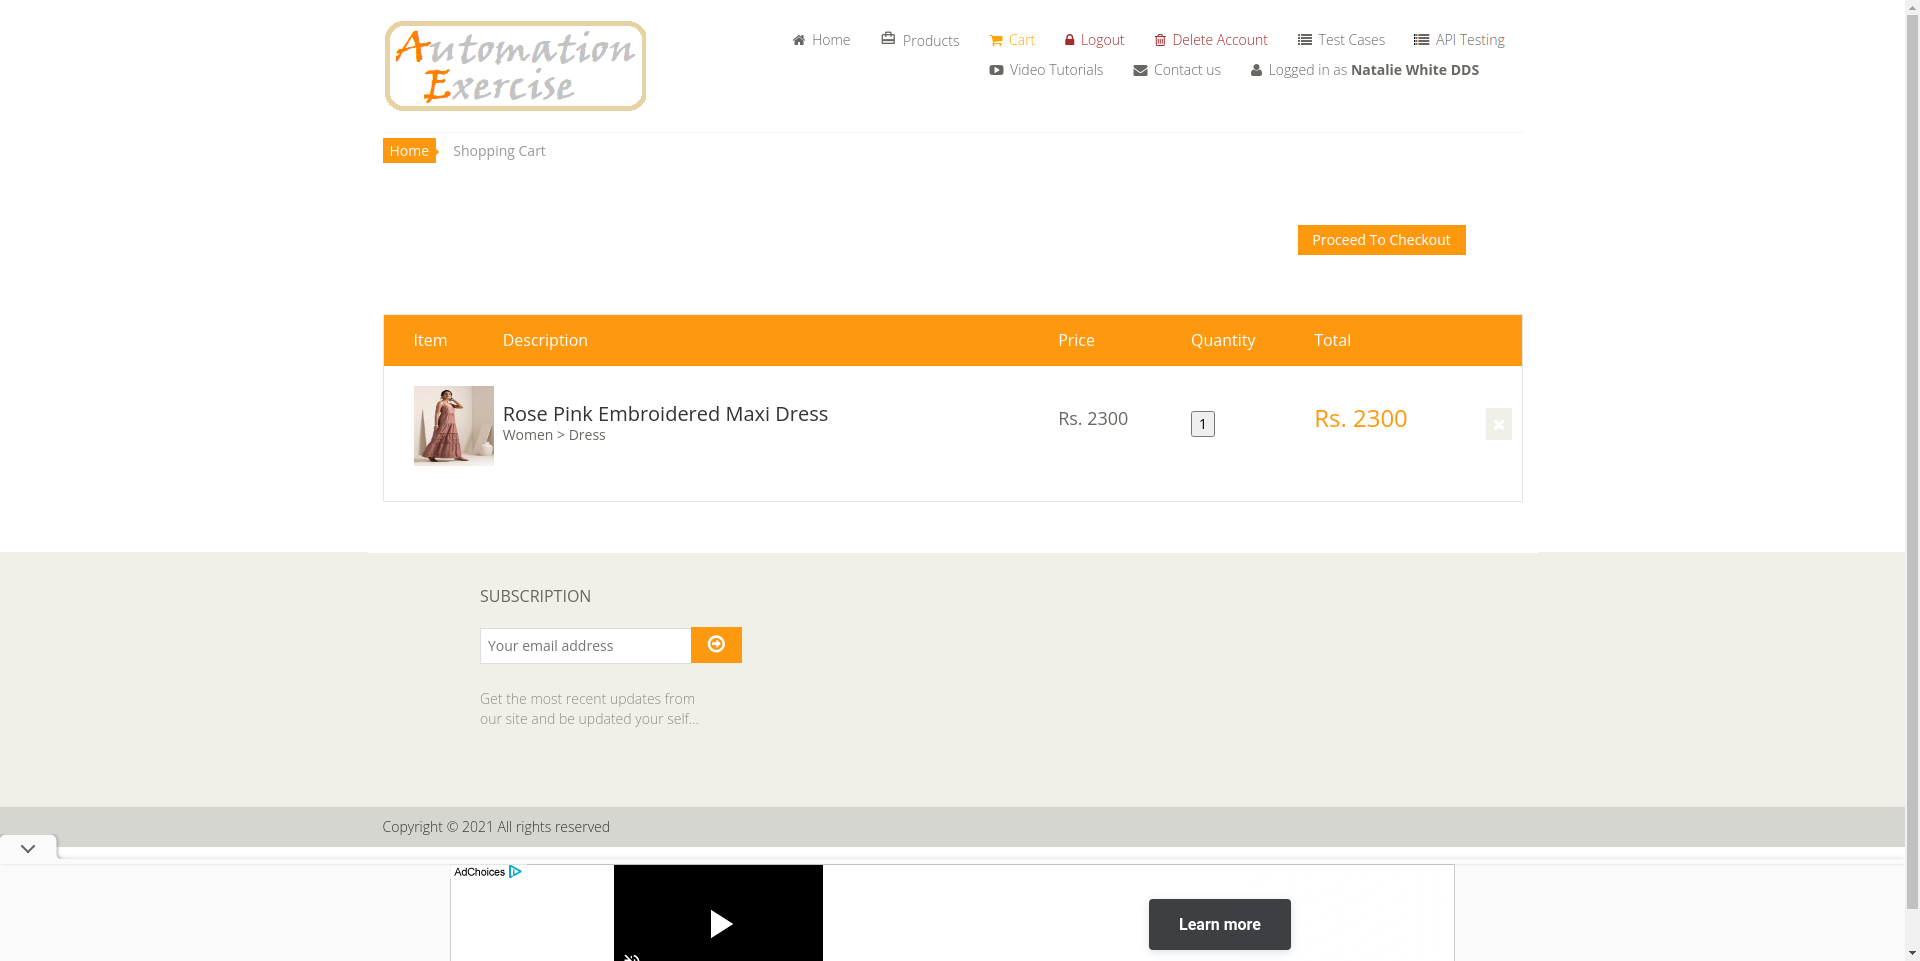 Automation
Exercise
Home
Products
Cart
Logout
Delete Account
Test Cases
API Testing
Video Tutorials
Contact us
Logged in as Natalie White DDS
Home
Shopping Cart
Proceed To Checkout
Item Description Price Quantity Total
Rose Pink Embroidered Maxi Dress
Women > Dress
Rs. 2300
1
Rs. 2300
SUBSCRIPTION
Your email address
Get the most recent updates from
our site and be updated your self...
Copyright © 2021 All rights reserved
AdChoices
Learn more